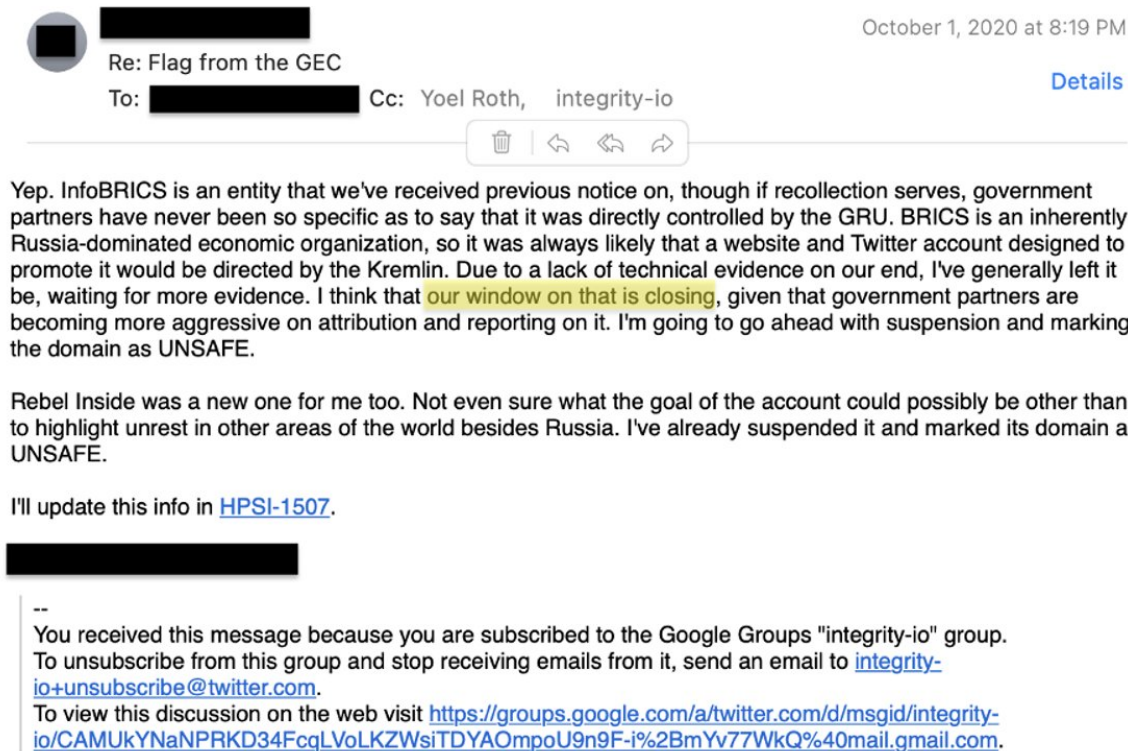 October 1, 2020 at 8:19 PM
Re: Flag from the GEC
Details
To: Cc: Yoel Roth, integrity-io
Yep. InfoBRICS is an entity that we've received previous notice on, though if recollection serves, government
partners have never been so specific as to say that it was directly controlled by the GRU. BRICS is an inherently
Russia-dominated economic organization, so it was always likely that a website and Twitter account designed to
promote it would be directed by the Kremlin. Due to a lack of technical evidence on our end, I've generally left it
be, waiting for more evidence. I think that our window on that is closing, given that government partners are
becoming more aggressive on attribution and reporting on it. I'm going to go ahead with suspension and marking
the domain as UNSAFE.
Rebel Inside was a new one for me too. Not even sure what the goal of the account could possibly be other than
to highlight unrest in other areas of the world besides Russia. I've already suspended it and marked its domain a
UNSAFE.
I'll update this info in HPSI-1507.
--
You received this message because you are subscribed to the Google Groups "integrity-io" group.
To unsubscribe from this group and stop receiving emails from it, send an email to integrity-
io+unsubscribe@twitter.com.
To view this discussion on the web visit https://groups.google.com/a/twitter.com/d/msgid/integrity-
io/CAMUkYNaNPRKD34FcqLVoLKZWsiTDYAOmpoU9n9F-i%2BmYv77WkQ%40mail.gmail.com.